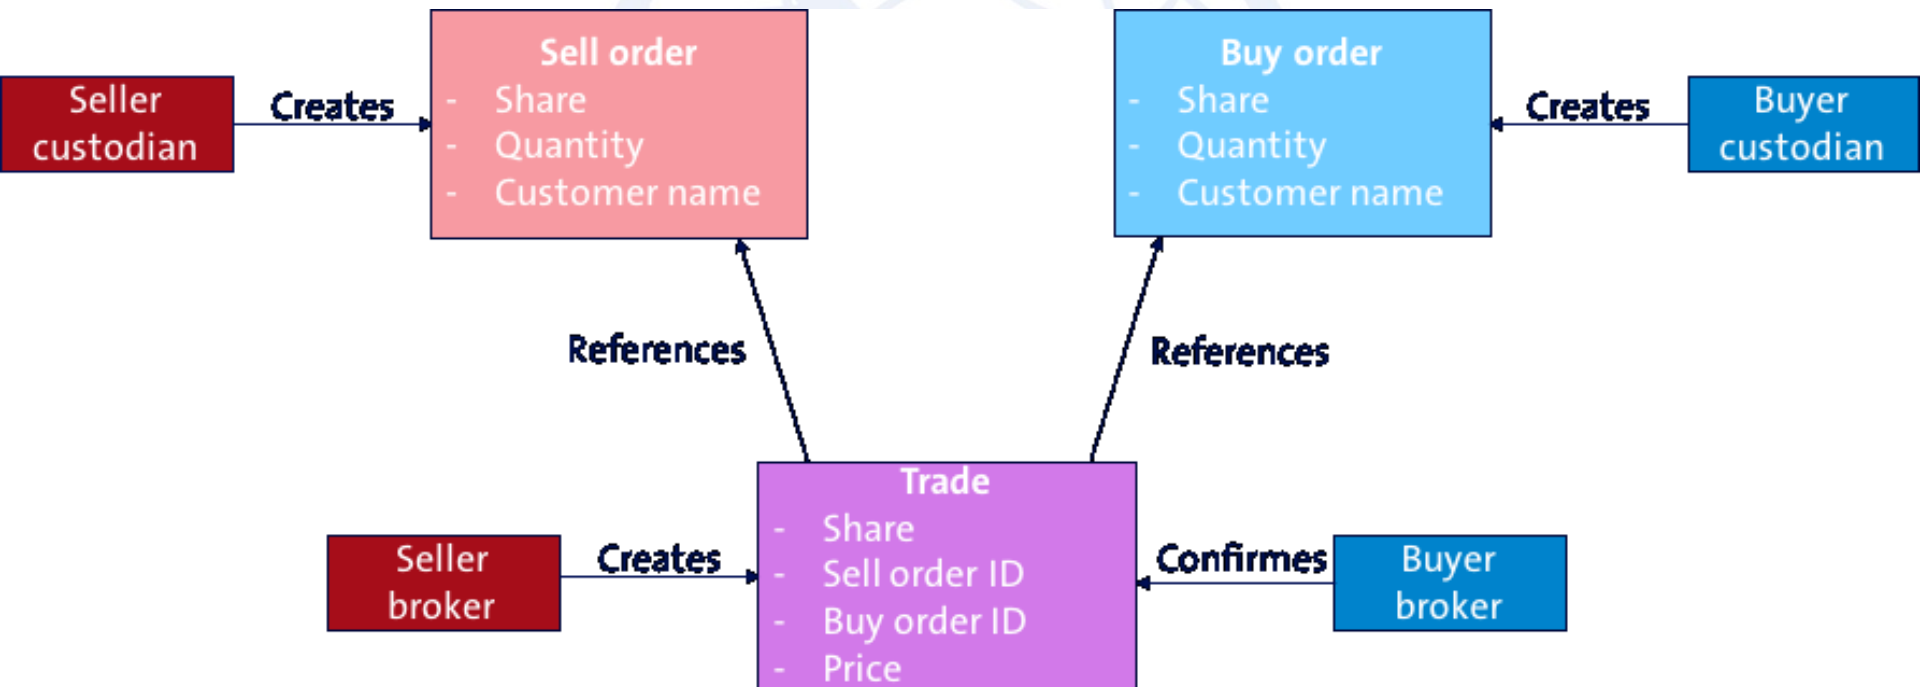 Sell order
- Share
- Quantity
- Customer name
Buy order
- Share
- Quantity
- Customer name
Seller
custodian
Creates
Creates
Buyer
custodian
References
References
Trade
- Share
- Sell order ID
- Buy order ID
- Price
Seller
broker
Creates
Confirmes
Buyer
broker